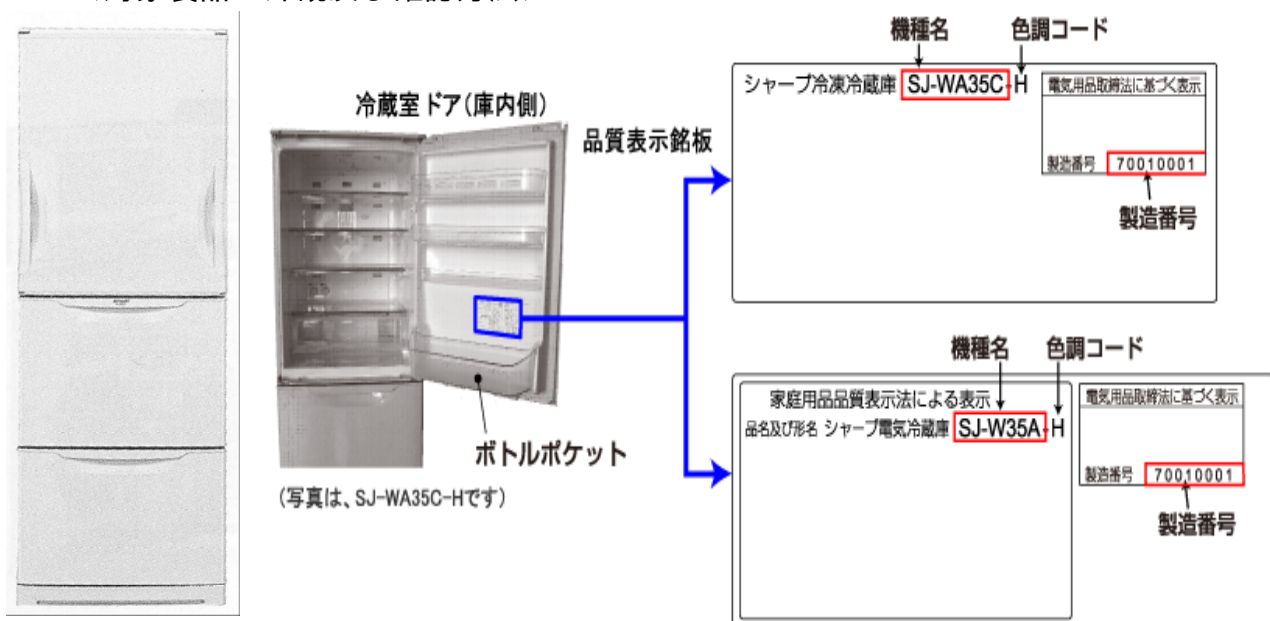 機種名 色調コード
シャープ冷凍冷蔵庫 SJ-WA35C-H
電気用品取締法に基づく表示
製造番号 70010001
製造番号
冷蔵室ドア(庫内側)
品質表示銘板
ボトルポケット
(写真は、SJ-WA35C-Hです)
機種名 色調コード
家庭用品品質表示法による表示
品名及び形名 シャープ電気冷蔵庫 SJ-W35A-H
電気用品取締法に基づく表示
製造番号 70010001
製造番号